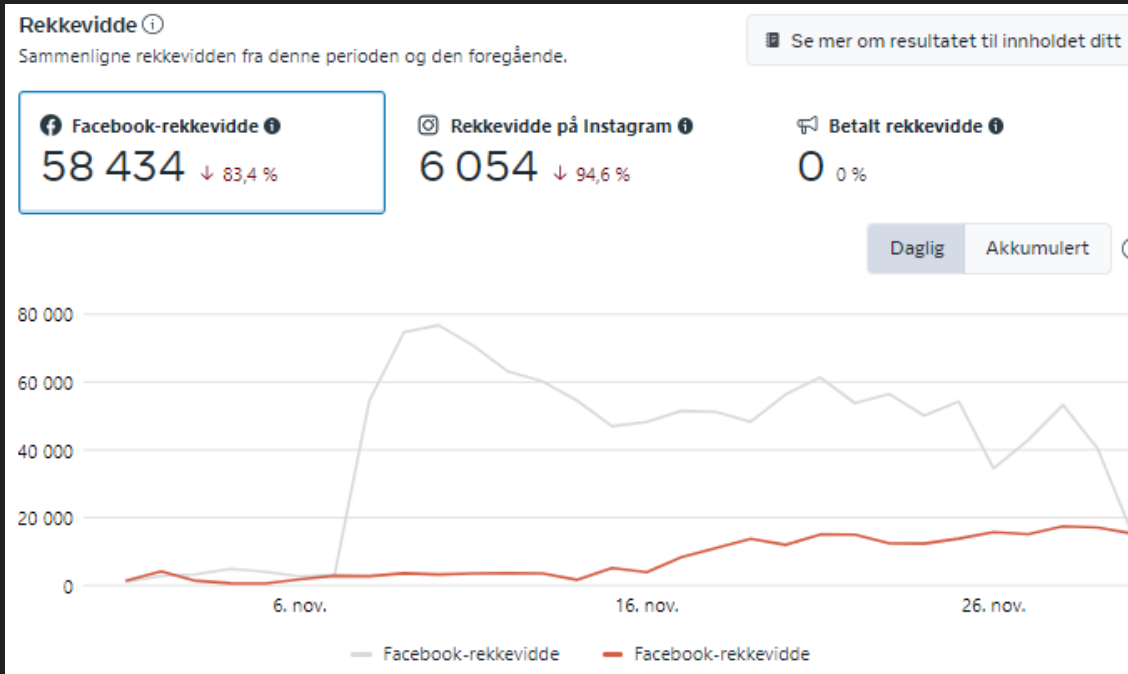 Rekkevidde
Sammenligne rekkevidden fra denne perioden og den foregående.
Se mer om resultatet til innholdet ditt
Facebook-rekkevidde
58 434 ↓ 83,4 %
Rekkevidde på Instagram
6 054 ↓ 94,6 %
Betalt rekkevidde
0 0 %
Daglig
Akkumulert
80 000
60 000
40 000
20 000
0
6. nov.
16. nov.
26. nov.
Facebook-rekkevidde
Facebook-rekkevidde